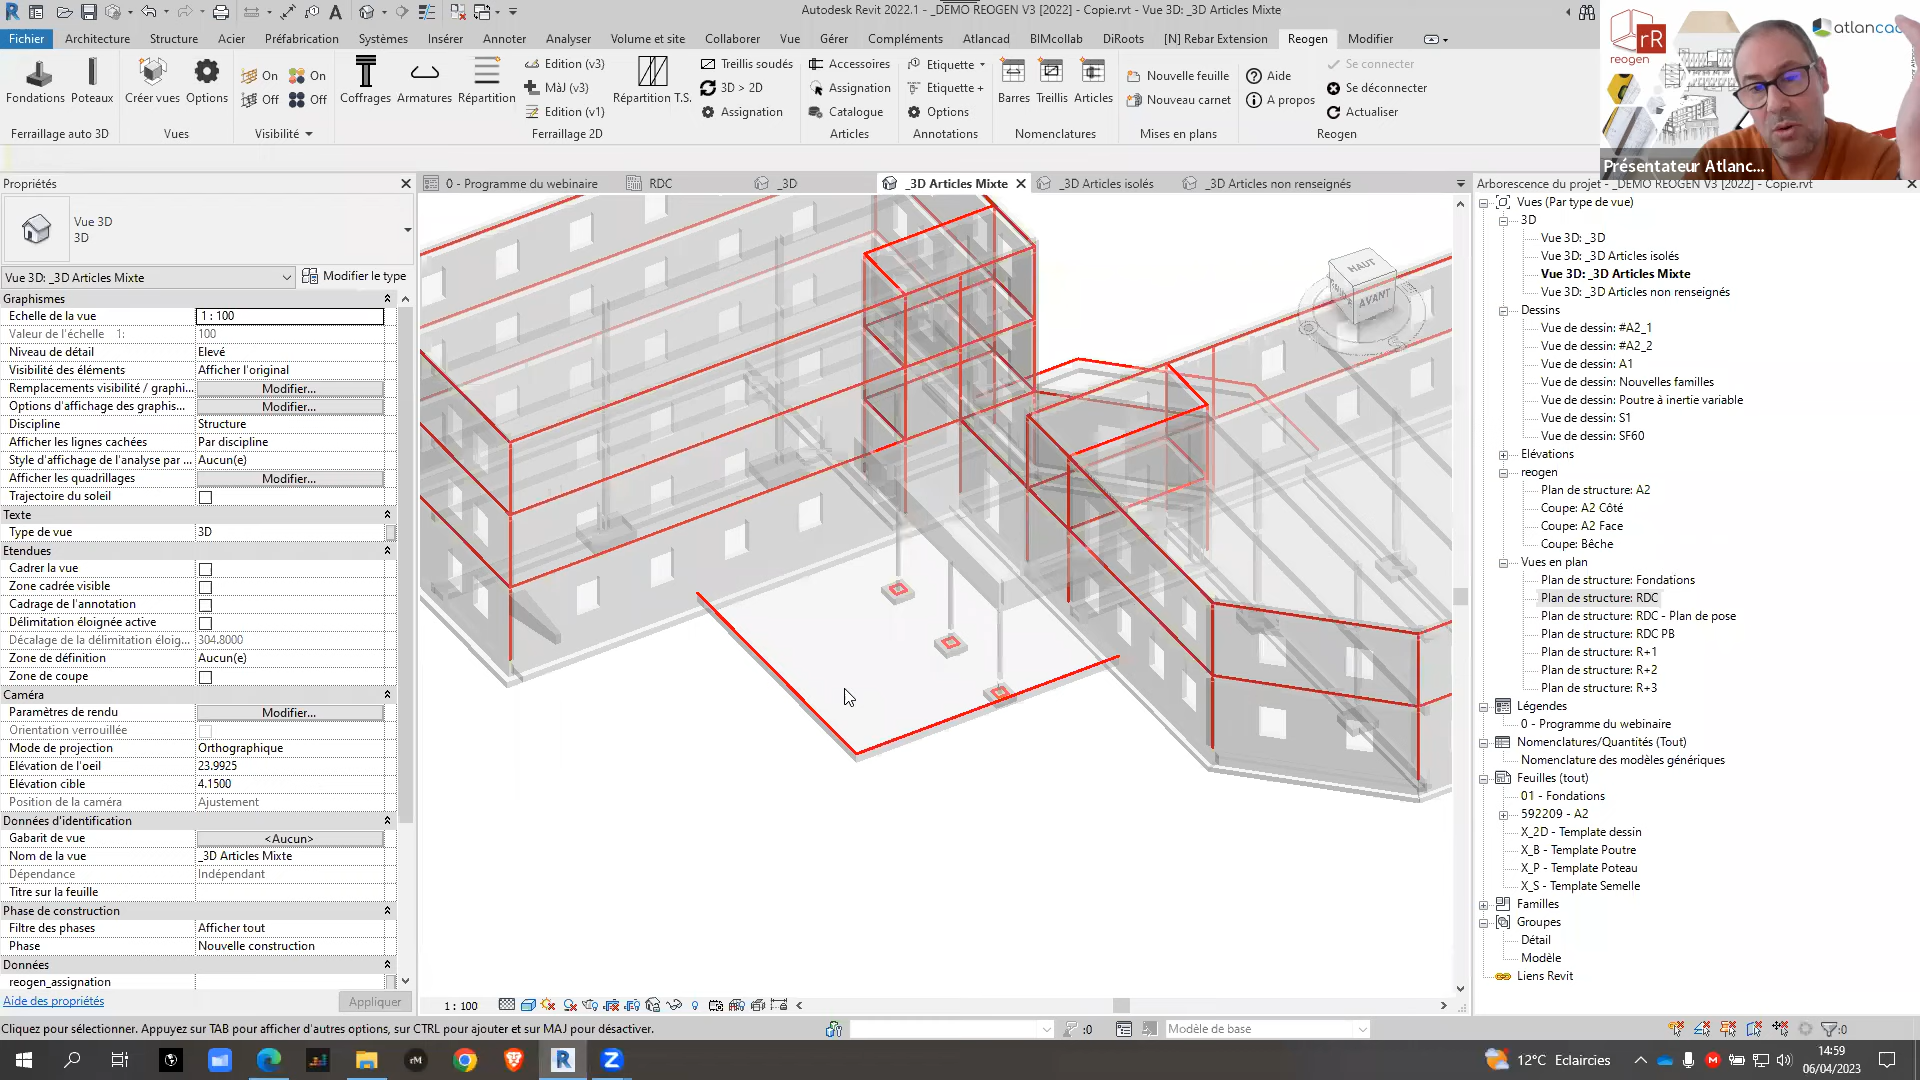 Autodesk Revit 2022.1 - _DEMO REOGEN V3 [2022] - Copie.rvt - Vue 3D: _3D Articles Mixte
Fichier Architecture Structure Acier Préfabrication Systèmes Insérer Annoter Analyser Volume et site Collaborer Vue Gérer Compléments Atlancad BIMcollab DiRoots [N] Rebar Extension Reogen Modifier
Fondations Poteaux
Ferraillage auto 3D
Créer vues Options
Vues
On On
Off Off
Visibilité
Coffrages Armatures Répartition
Edition (v3)
MàJ (v3)
Edition (v1)
Répartition T.S.
Treillis soudés
3D > 2D
Assignation
Ferraillage 2D
Accessoires
Assignation
Catalogue
Articles
Etiquette
Etiquette +
Options
Annotations
Barres Treillis Articles
Nomenclatures
Nouvelle feuille
Nouveau carnet
Mises en plans
Aide
A propos
Se connecter
Se déconnecter
Actualiser
Reogen
rR
reogen
atlancad
Présentateur Atlanc...
Propriétés
Vue 3D
3D
Vue 3D: _3D Articles Mixte
Modifier le type
Graphismes
Echelle de la vue 1 : 100
Valeur de l'échelle 1: 100
Niveau de détail Elevé
Visibilité des éléments Afficher l'original
Remplacements visibilité / graphi... Modifier...
Options d'affichage des graphis... Modifier...
Discipline Structure
Afficher les lignes cachées Par discipline
Style d'affichage de l'analyse par ... Aucun(e)
Afficher les quadrillages Modifier...
Trajectoire du soleil
Texte
Type de vue 3D
Etendues
Cadrer la vue
Zone cadrée visible
Cadrage de l'annotation
Délimitation éloignée active
Décalage de la délimitation éloig... 304.8000
Zone de définition Aucun(e)
Zone de coupe
Caméra
Paramètres de rendu Modifier...
Orientation verrouillée
Mode de projection Orthographique
Elévation de l'oeil 23.9925
Elévation cible 4.1500
Position de la caméra Ajustement
Données d'identification
Gabarit de vue <Aucun>
Nom de la vue _3D Articles Mixte
Dépendance Indépendant
Titre sur la feuille
Phase de construction
Filtre des phases Afficher tout
Phase Nouvelle construction
Données
reogen_assignation
Aide des propriétés Appliquer
0 - Programme du webinaire RDC _3D _3D Articles Mixte _3D Articles isolés _3D Articles non renseignés
HAUT
AVANT
Arborescence du projet - _DEMO REOGEN V3 [2022] - Copie.rvt
Vues (Par type de vue)
3D
Vue 3D: _3D
Vue 3D: _3D Articles isolés
Vue 3D: _3D Articles Mixte
Vue 3D: _3D Articles non renseignés
Dessins
Vue de dessin: #A2_1
Vue de dessin: #A2_2
Vue de dessin: A1
Vue de dessin: Nouvelles familles
Vue de dessin: Poutre à inertie variable
Vue de dessin: S1
Vue de dessin: SF60
Elévations
reogen
Plan de structure: A2
Coupe: A2 Côté
Coupe: A2 Face
Coupe: Bêche
Vues en plan
Plan de structure: Fondations
Plan de structure: RDC
Plan de structure: RDC - Plan de pose
Plan de structure: RDC PB
Plan de structure: R+1
Plan de structure: R+2
Plan de structure: R+3
Légendes
0 - Programme du webinaire
Nomenclatures/Quantités (Tout)
Nomenclature des modèles génériques
Feuilles (tout)
01 - Fondations
592209 - A2
X_2D - Template dessin
X_B - Template Poutre
X_P - Template Poteau
X_S - Template Semelle
Familles
Groupes
Détail
Modèle
Liens Revit
1 : 100
Cliquez pour sélectionner. Appuyez sur TAB pour afficher d'autres options, sur CTRL pour ajouter et sur MAJ pour désactiver.
:0
Modèle de base
:0
12°C Eclaircies
14:59
06/04/2023